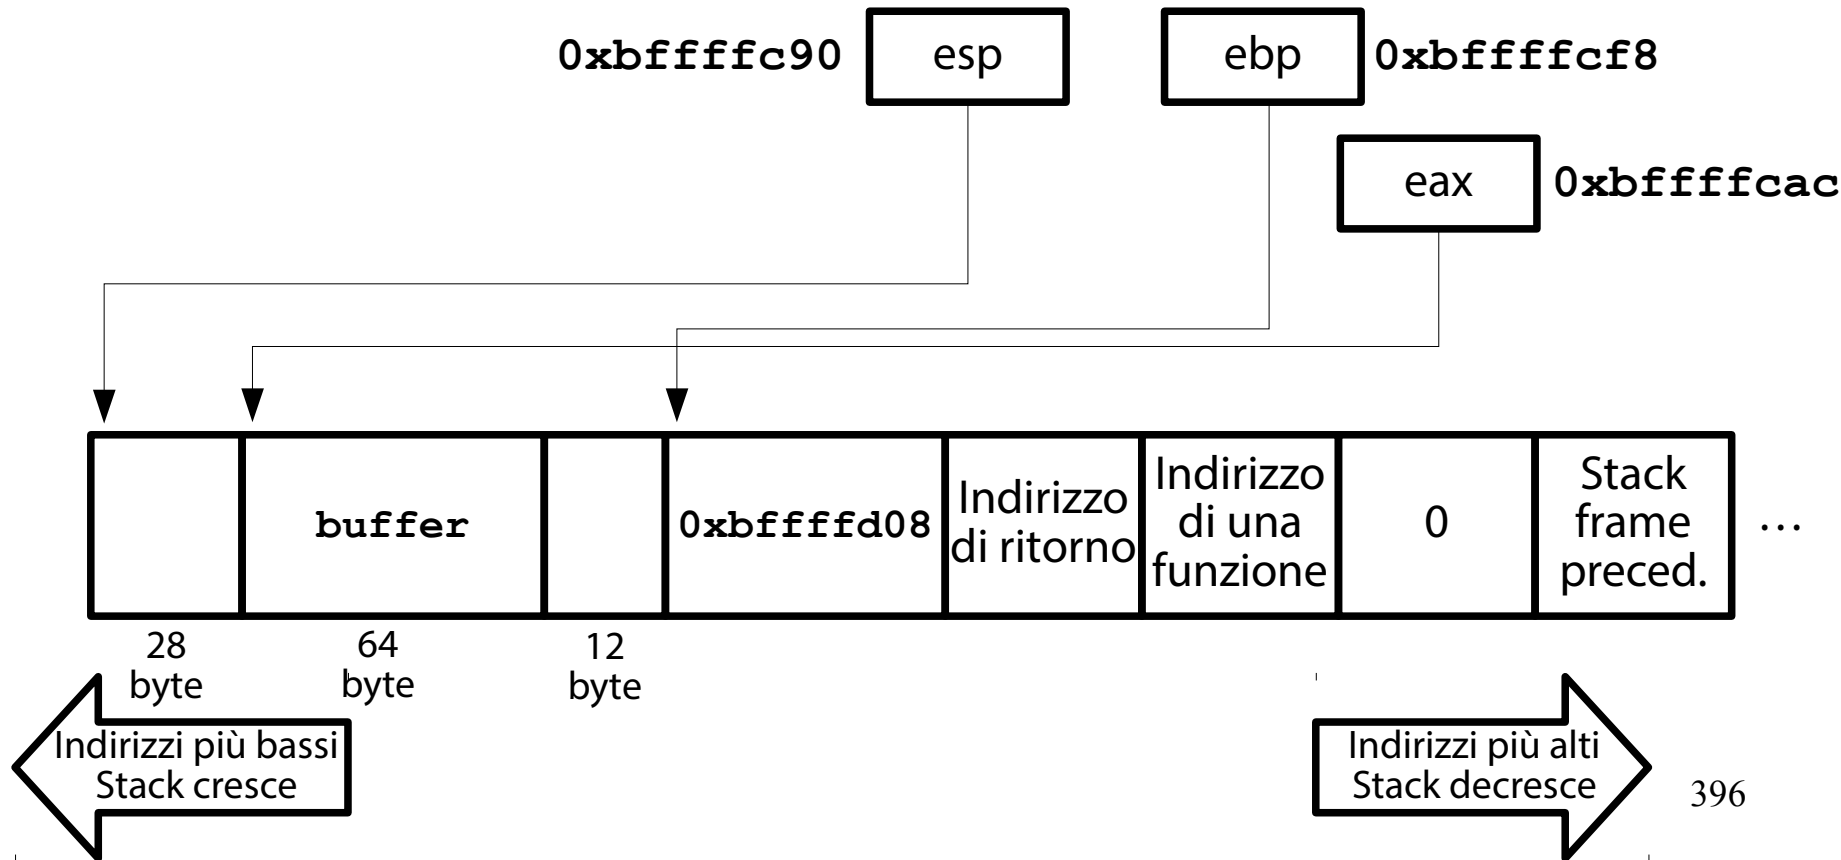 0xbffffc90
esp
ebp
0xbffffcf8
eax
0xbffffcac
buffer
0xbffffd08
Indirizzo
di ritorno
Indirizzo
di una
funzione
0
Stack
frame
preced.
...
28
byte
64
byte
12
byte
Indirizzi più bassi
Stack cresce
Indirizzi più alti
Stack decresce
396